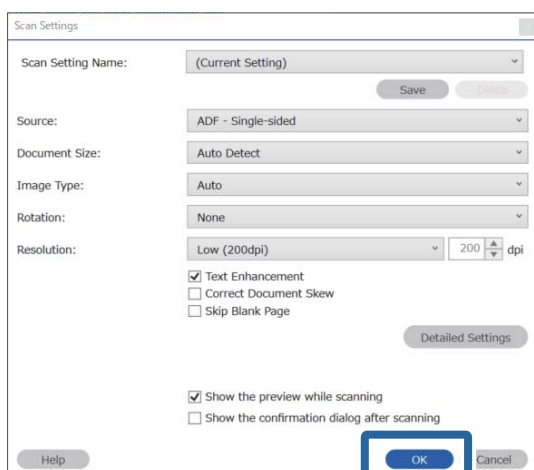 Scan Settings
Scan Setting Name: (Current Setting)
Save Delete
Source: ADF - Single-sided
Document Size: Auto Detect
Image Type: Auto
Rotation: None
Resolution: Low (200dpi) 200 dpi
Text Enhancement
Correct Document Skew
Skip Blank Page
Detailed Settings
Show the preview while scanning
Show the confirmation dialog after scanning
Help OK Cancel